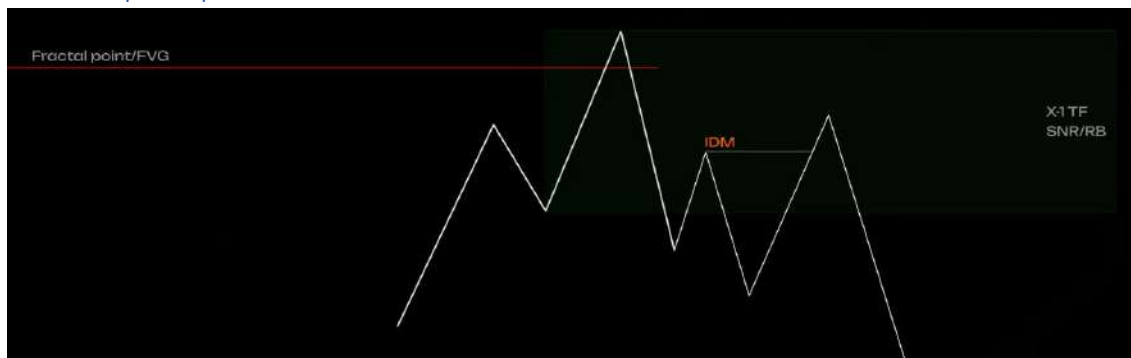 Fractal point/FVG
X-1 TF
SNR/RB
IDM